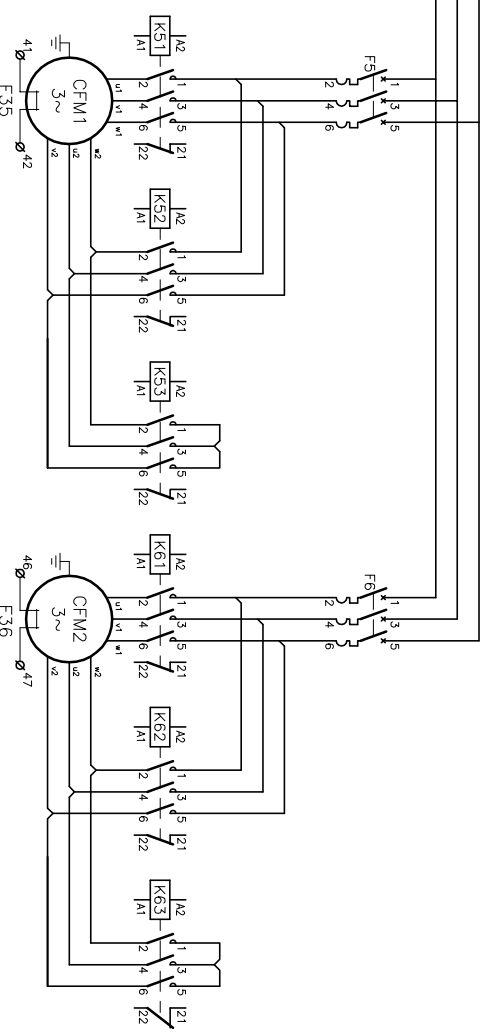 F5
1 3 5
2 4 6
K51
A1 A2
1 3 5 21
2 4 6 22
41 42
CFM1
3~
u1 v1 w1
w2
u2
v2
F35
K52
A1 A2
1 3 5 21
2 4 6 22
K53
A1 A2
1 3 5 21
2 4 6 22
F6
1 3 5
2 4 6
K61
A1 A2
1 3 5 21
2 4 6 22
46 47
CFM2
3~
u1 v1 w1
w2
u2
v2
F36
K62
A1 A2
1 3 5 21
2 4 6 22
K63
A1 A2
1 3 5 21
2 4 6 22